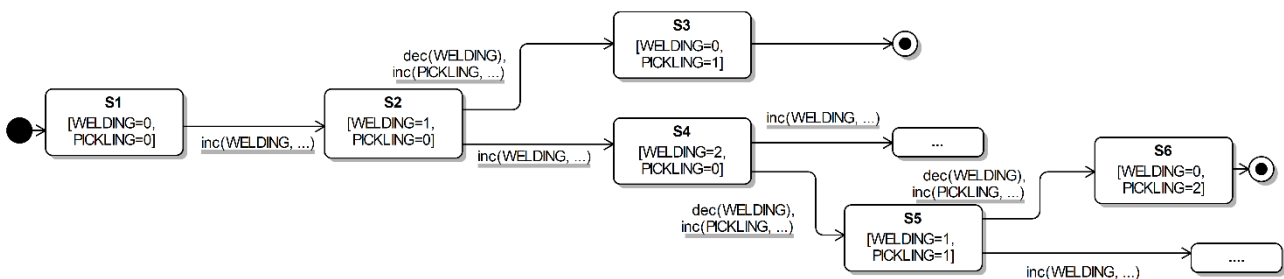 S1
[WELDING=0,
PICKLING=0]
inc(WELDING, ...)
S2
[WELDING=1,
PICKLING=0]
dec(WELDING),
inc(PICKLING, ...)
S3
[WELDING=0,
PICKLING=1]
inc(WELDING, ...)
S4
[WELDING=2,
PICKLING=0]
inc(WELDING, ...)
...
dec(WELDING),
inc(PICKLING, ...)
S5
[WELDING=1,
PICKLING=1]
dec(WELDING),
inc(PICKLING, ...)
S6
[WELDING=0,
PICKLING=2]
inc(WELDING, ...)
....